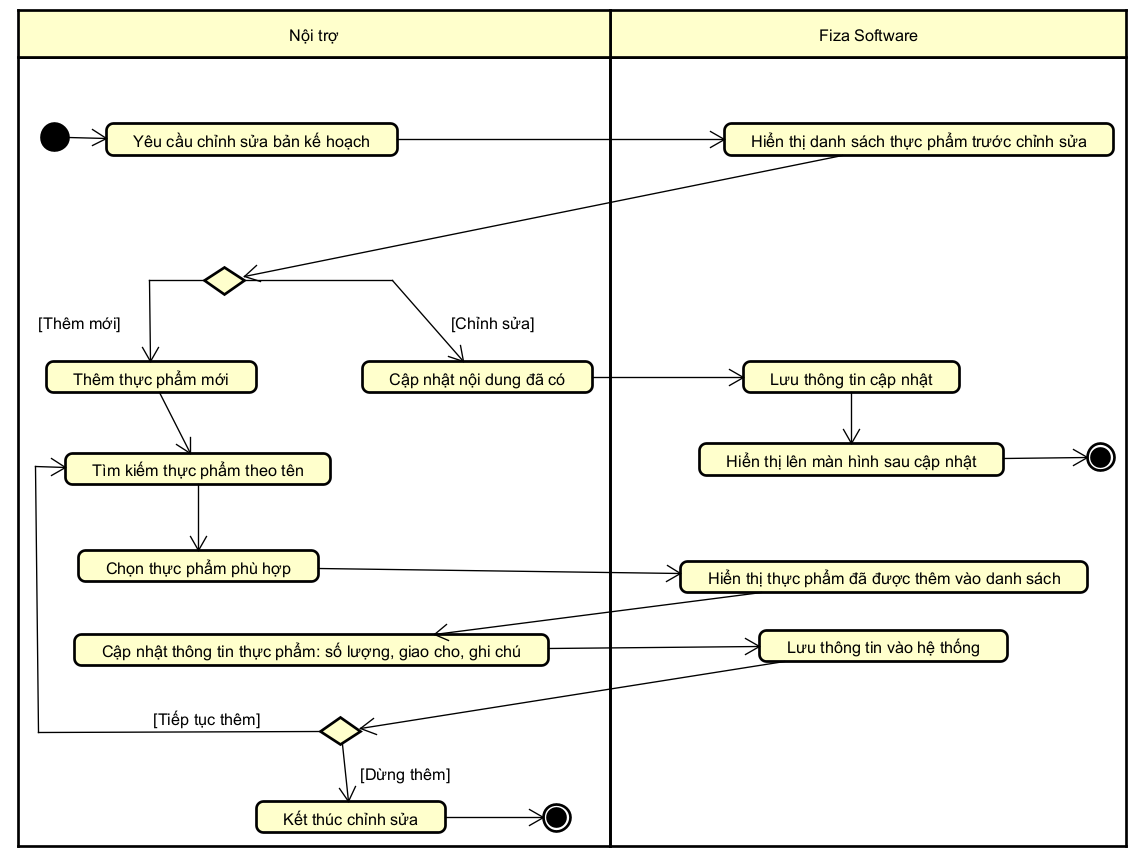 Nội trợ
Fiza Software
Yêu cầu chỉnh sửa bản kế hoạch
Hiển thị danh sách thực phẩm trước chỉnh sửa
[Thêm mới]
[Chỉnh sửa]
Thêm thực phẩm mới
Cập nhật nội dung đã có
Lưu thông tin cập nhật
Tìm kiếm thực phẩm theo tên
Hiển thị lên màn hình sau cập nhật
Chọn thực phẩm phù hợp
Hiển thị thực phẩm đã được thêm vào danh sách
Cập nhật thông tin thực phẩm: số lượng, giao cho, ghi chú
Lưu thông tin vào hệ thống
[Tiếp tục thêm]
[Dừng thêm]
Kết thúc chỉnh sửa